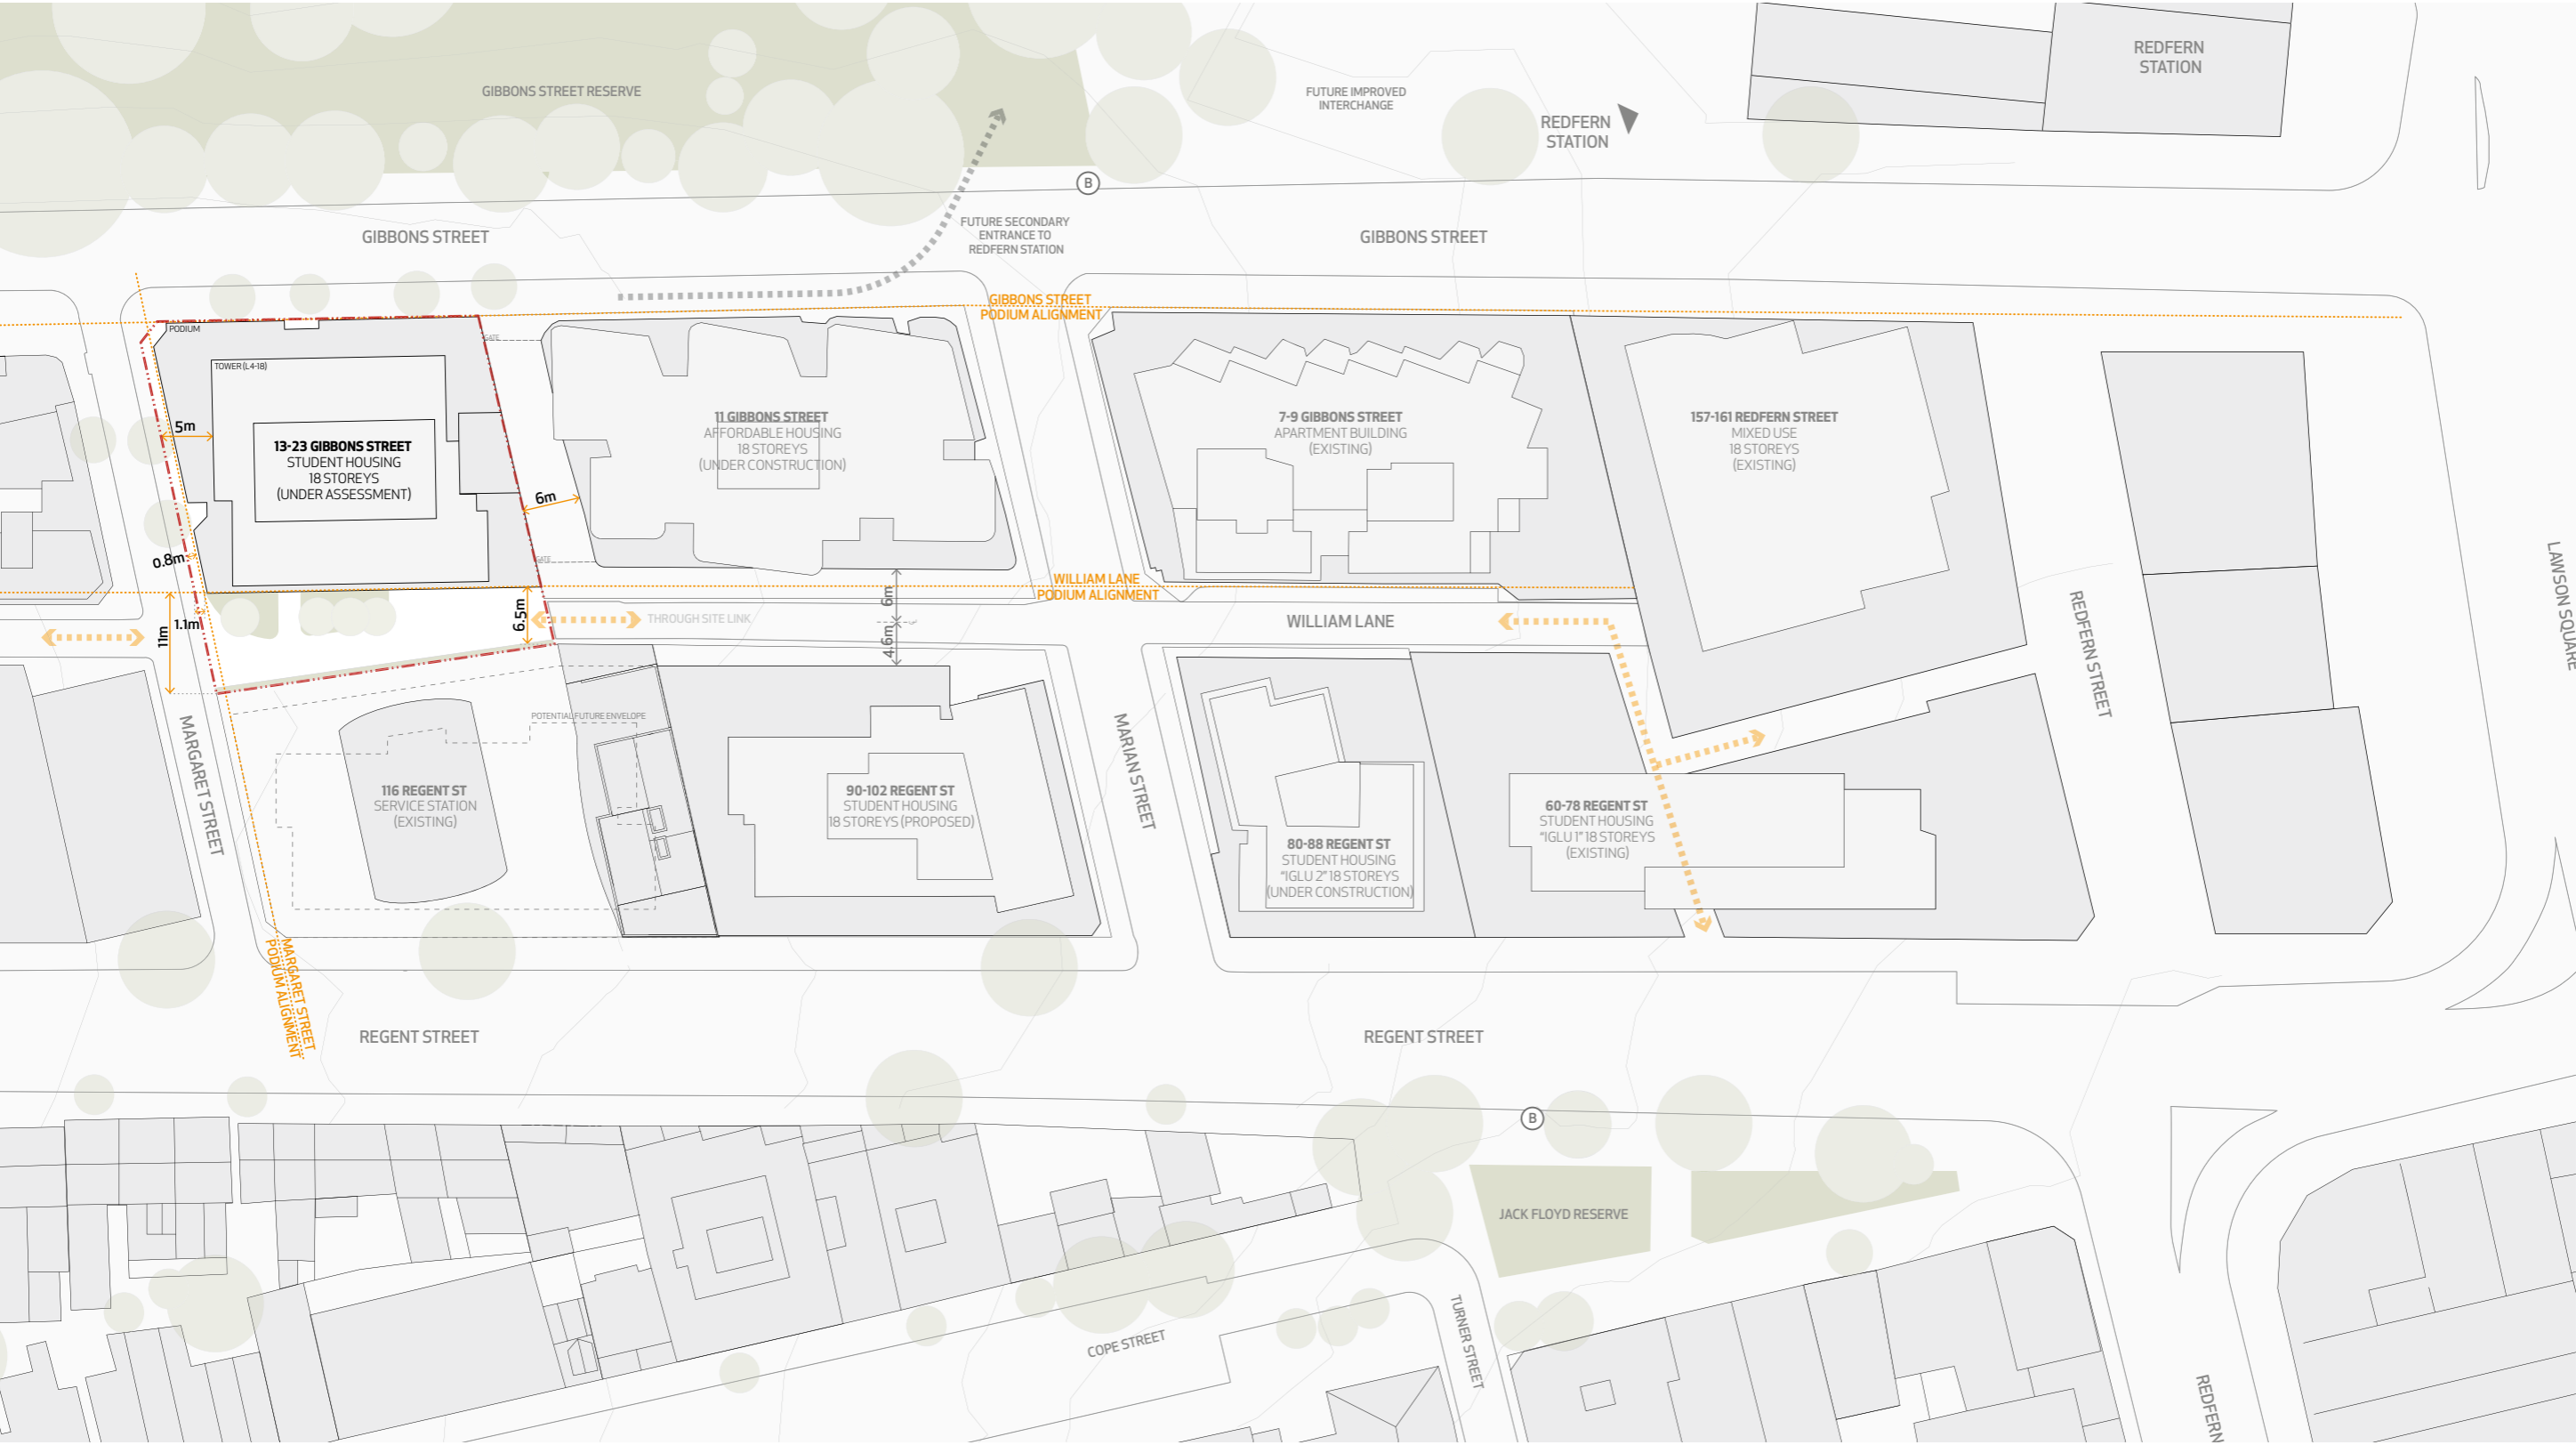 REDFERN
STATION
GIBBONS STREET RESERVE
FUTURE IMPROVED
INTERCHANGE
REDFERN
STATION
B
FUTURE SECONDARY
ENTRANCE TO
REDFERN STATION
GIBBONS STREET
GIBBONS STREET
GIBBONS STREET
PODIUM ALIGNMENT
PODIUM
GATE
TOWER (L4-18)
5m
13-23 GIBBONS STREET
STUDENT HOUSING
18 STOREYS
(UNDER ASSESSMENT)
11 GIBBONS STREET
AFFORDABLE HOUSING
18 STOREYS
(UNDER CONSTRUCTION)
7-9 GIBBONS STREET
APARTMENT BUILDING
(EXISTING)
157-161 REDFERN STREET
MIXED USE
18 STOREYS
(EXISTING)
6m
0.8m
GATE
WILLIAM LANE
PODIUM ALIGNMENT
11m
1.1m
6.5m
THROUGH SITE LINK
6m
4.6m
WILLIAM LANE
REDFERN STREET
LAWSON SQUARE
MARGARET STREET
POTENTIAL FUTURE ENVELOPE
MARIAN STREET
116 REGENT ST
SERVICE STATION
(EXISTING)
90-102 REGENT ST
STUDENT HOUSING
18 STOREYS (PROPOSED)
80-88 REGENT ST
STUDENT HOUSING
"IGLU 2" 18 STOREYS
(UNDER CONSTRUCTION)
60-78 REGENT ST
STUDENT HOUSING
“IGLU 1” 18 STOREYS
(EXISTING)
MARGARET STREET
PODIUM ALIGNMENT
REGENT STREET
REGENT STREET
B
JACK FLOYD RESERVE
COPE STREET
TURNER STREET
REDFERN